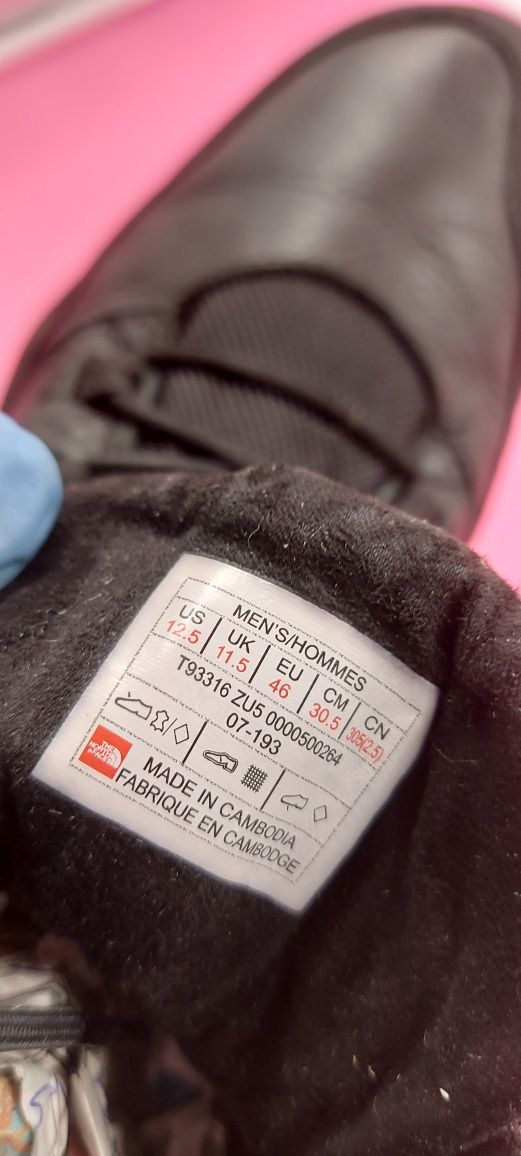 MEN'S/HOMMES
US | UK | EU | CM | CN
12.5 | 11.5 | 46 | 30.5 | 305(2.5)
T93316 ZU5 0000500264
07-193
THE NORTH FACE
MADE IN CAMBODIA
FABRIQUE EN CAMBODGE